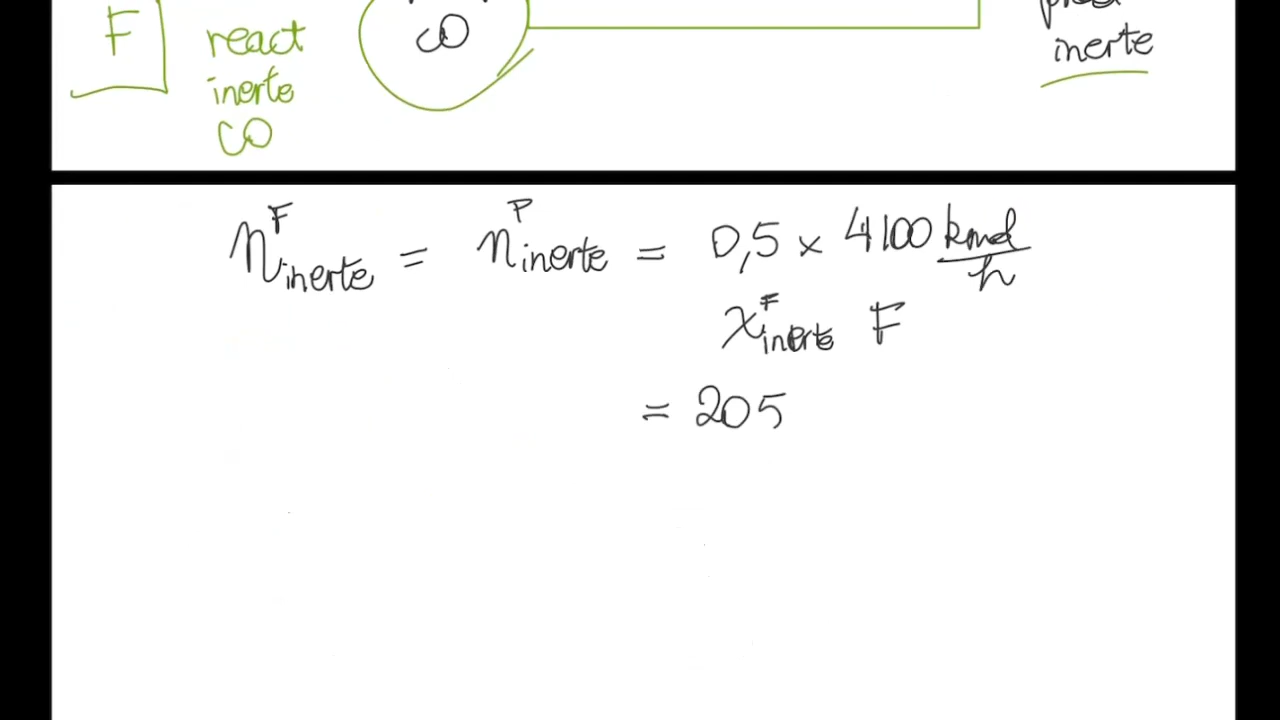 F react CO inerte
inerte
CO
n^F_inerte = n^P_inerte = 0,5 × 4100 kmol/h
x^F_inerte F
= 205